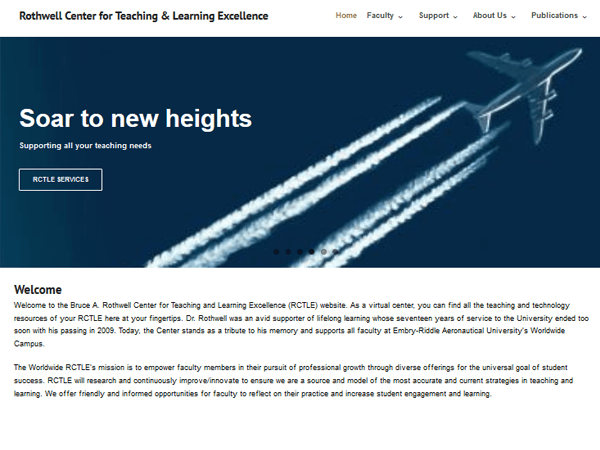 Rothwell Center for Teaching & Learning Excellence
Home Faculty Support About Us Publications
Soar to new heights
Supporting all your teaching needs
RCTLE SERVICES
Welcome
Welcome to the Bruce A. Rothwell Center for Teaching and Learning Excellence (RCTLE) website. As a virtual center, you can find all the teaching and technology
resources of your RCTLE here at your fingertips. Dr. Rothwell was an avid supporter of lifelong learning whose seventeen years of service to the University ended too
soon with his passing in 2009. Today, the Center stands as a tribute to his memory and supports all faculty at Embry-Riddle Aeronautical University's Worldwide
Campus.
The Worldwide RCTLE's mission is to empower faculty members in their pursuit of professional growth through diverse offerings for the universal goal of student
success. RCTLE will research and continuously improve/innovate to ensure we are a source and model of the most accurate and current strategies in teaching and
learning. We offer friendly and informed opportunities for faculty to reflect on their practice and increase student engagement and learning.